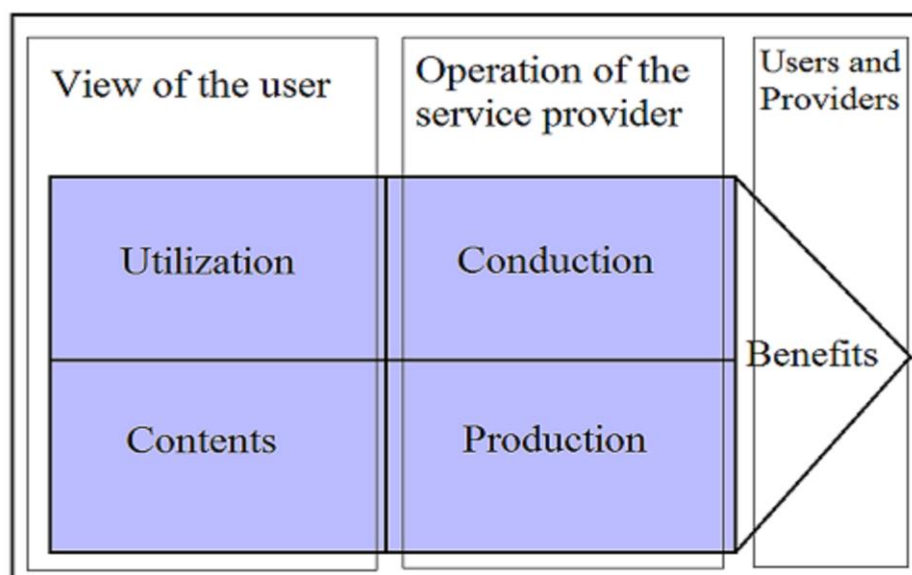 View of the user
Operation of the
service provider
Users and
Providers
Utilization
Conduction
Benefits
Contents
Production